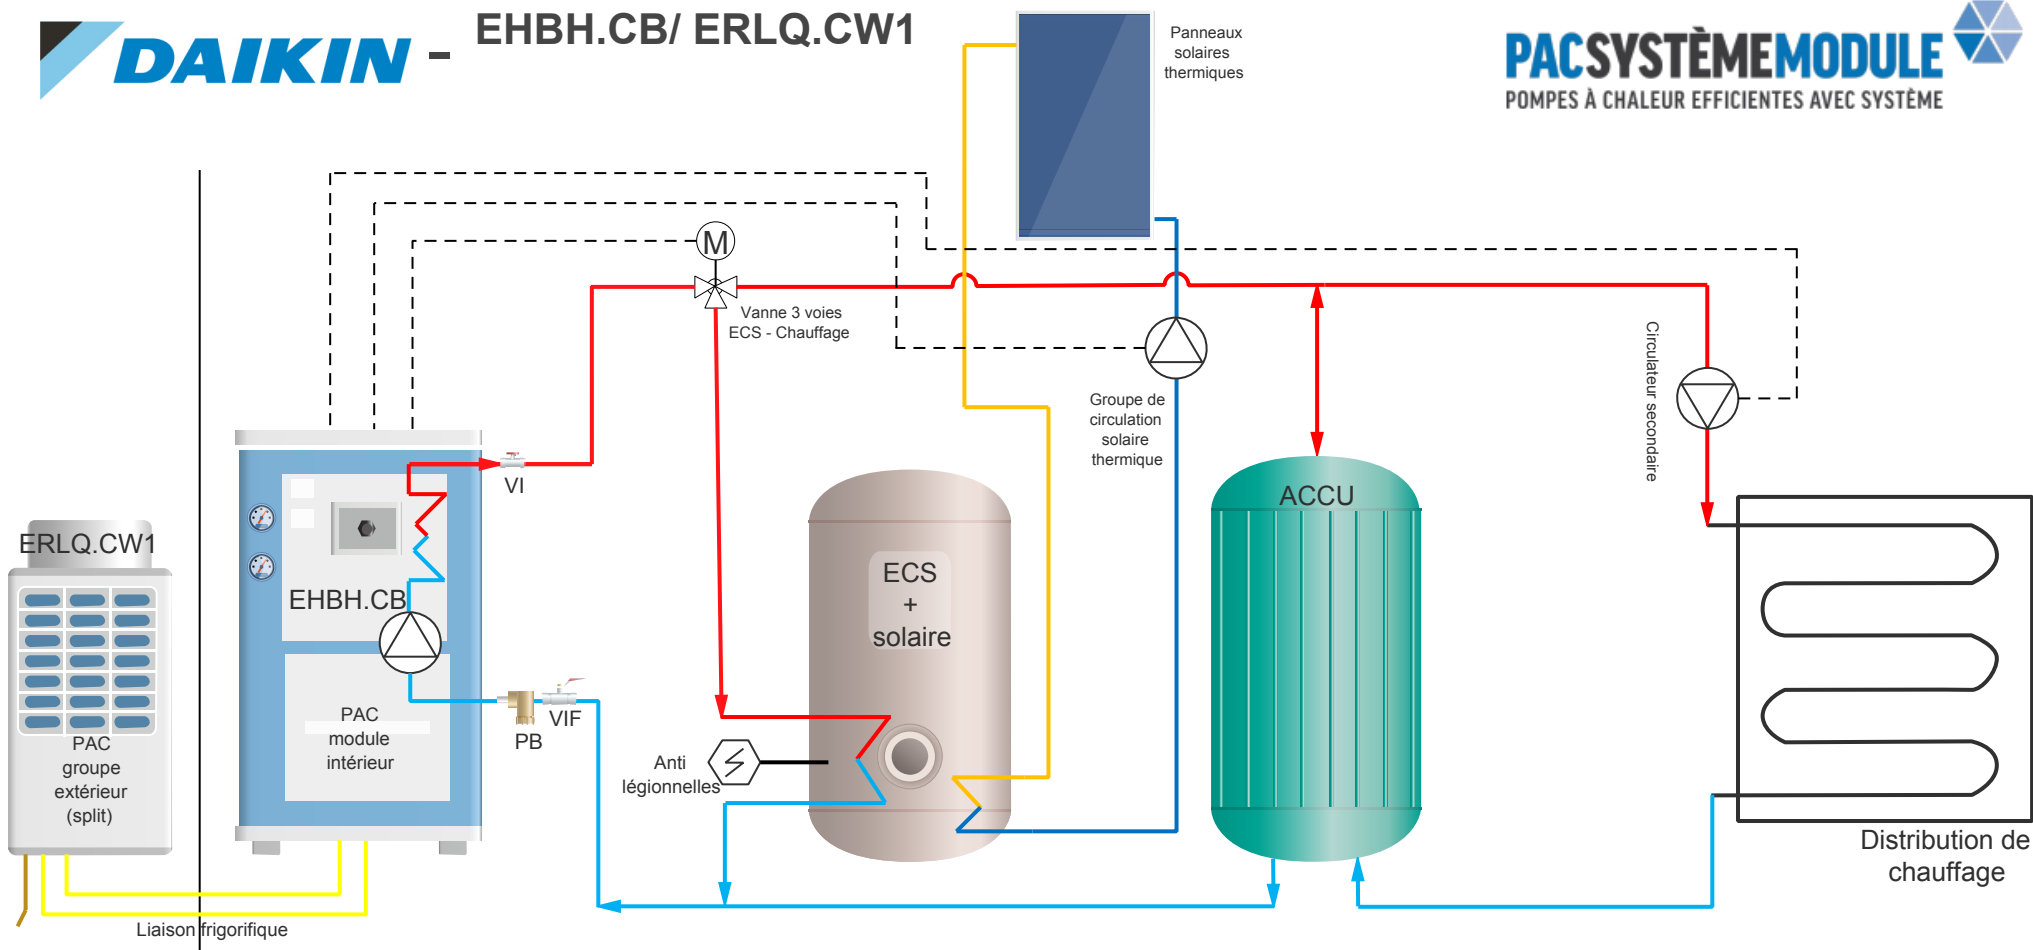 DAIKIN - EHBH.CB/ ERLQ.CW1
PACSYSTÈMEMODULE
POMPES À CHALEUR EFFICIENTES AVEC SYSTÈME
Panneaux
solaires
thermiques
M
Vanne 3 voies
ECS - Chauffage
Groupe de
circulation
solaire
thermique
Circulateur secondaire
VI
ERLQ.CW1
PAC
groupe
extérieur
(split)
EHBH.CB
PAC
module
intérieur
PB
VIF
Anti
légionnelles
ECS
+
solaire
ACCU
Distribution de
chauffage
Liaison frigorifique